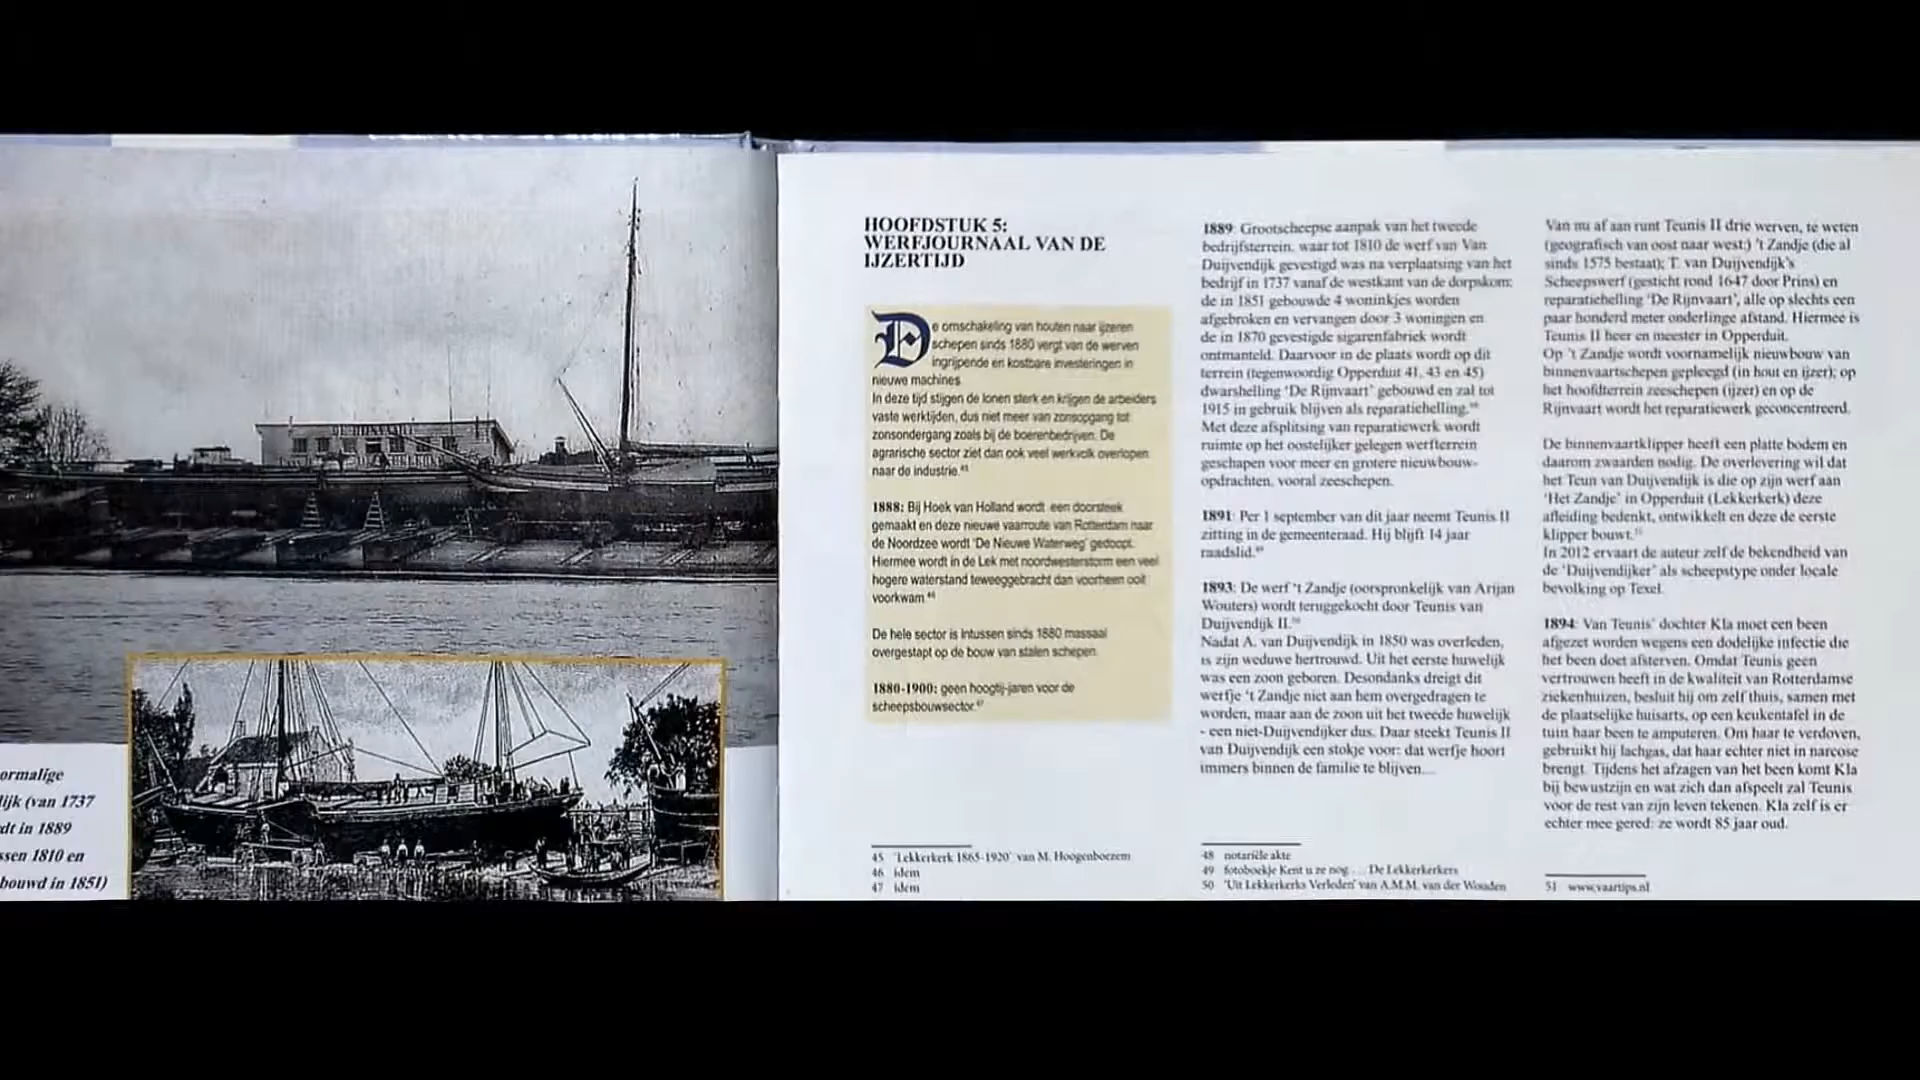 ormalige
lijk (van 1737
dt in 1889
ssen 1810 en
bouwd in 1851)
HOOFDSTUK 5:
WERFJOURNAAL VAN DE
IJZERTIJD
De omschakeling van houten naar ijzeren
schepen sinds 1880 vergt van de werven
ingrijpende en kostbare investeringen in
nieuwe machines.
In deze tijd stijgen de lonen sterk en krijgen de arbeiders
vaste werktijden, dus niet meer van zonsopgang tot
zonsondergang zoals bij de boerenbedrijven. De
agrarische sector ziet dan ook veel werkvolk overlopen
naar de industrie.45
1888: Bij Hoek van Holland wordt een doorsteek
gemaakt en deze nieuwe vaarroute van Rotterdam naar
de Noordzee wordt 'De Nieuwe Waterweg' gedoopt.
Hiermee wordt in de Lek met noordwesterstorm een veel
hogere waterstand teweeggebracht dan voorheen ooit
voorkwam.46
De hele sector is intussen sinds 1880 massaal
overgestapt op de bouw van stalen schepen.
1880-1900: geen hoogtij-jaren voor de
scheepsbouwsector.47
45 'Lekkerkerk 1865-1920' van M. Hoogenboezem
46 idem
47 idem
1889: Grootscheepse aanpak van het tweede
bedrijfsterrein, waar tot 1810 de werf van Van
Duijvendijk gevestigd was na verplaatsing van het
bedrijf in 1737 vanaf de westkant van de dorpskom:
de in 1851 gebouwde 4 woninkjes worden
afgebroken en vervangen door 3 woningen en
de in 1870 gevestigde sigarenfabriek wordt
ontmanteld. Daarvoor in de plaats wordt op dit
terrein (tegenwoordig Opperduit 41, 43 en 45)
dwarshelling 'De Rijnvaart' gebouwd en zal tot
1915 in gebruik blijven als reparatiehelling.48
Met deze afsplitsing van reparatiewerk wordt
ruimte op het oostelijker gelegen werfterrein
geschapen voor meer en grotere nieuwbouw-
opdrachten, vooral zeeschepen.
1891: Per 1 september van dit jaar neemt Teunis II
zitting in de gemeenteraad. Hij blijft 14 jaar
raadslid.49
1893: De werf 't Zandje (oorspronkelijk van Arijan
Wouters) wordt teruggekocht door Teunis van
Duijvendijk II.50
Nadat A. van Duijvendijk in 1850 was overleden,
is zijn weduwe hertrouwd. Uit het eerste huwelijk
was een zoon geboren. Desondanks dreigt dit
werfje 't Zandje niet aan hem overgedragen te
worden, maar aan de zoon uit het tweede huwelijk
- een niet-Duijvendijker dus. Daar steekt Teunis II
van Duijvendijk een stokje voor: dat werfje hoort
immers binnen de familie te blijven...
48 notariële akte
49 fotoboekje Kent u ze nog ... De Lekkerkerkers
50 'Uit Lekkerkerks Verleden' van A.M.M. van der Wouden
Van nu af aan runt Teunis II drie werven, te weten
(geografisch van oost naar west:) 't Zandje (die al
sinds 1575 bestaat); T. van Duijvendijk's
Scheepswerf (gesticht rond 1647 door Prins) en
reparatiehelling 'De Rijnvaart', alle op slechts een
paar honderd meter onderlinge afstand. Hiermee is
Teunis II heer en meester in Opperduit.
Op 't Zandje wordt voornamelijk nieuwbouw van
binnenvaartschepen gepleegd (in hout en ijzer); op
het hoofdterrein zeeschepen (ijzer) en op de
Rijnvaart wordt het reparatiewerk geconcentreerd.
De binnenvaartklipper heeft een platte bodem en
daarom zwaarden nodig. De overlevering wil dat
het Teun van Duijvendijk is die op zijn werf aan
'Het Zandje' in Opperduit (Lekkerkerk) deze
afleiding bedenkt, ontwikkelt en deze de eerste
klipper bouwt.51
In 2012 ervaart de auteur zelf de bekendheid van
de 'Duijvendijker' als scheepstype onder locale
bevolking op Texel.
1894: Van Teunis' dochter Kla moet een been
afgezet worden wegens een dodelijke infectie die
het been doet afsterven. Omdat Teunis geen
vertrouwen heeft in de kwaliteit van Rotterdamse
ziekenhuizen, besluit hij om zelf thuis, samen met
de plaatselijke huisarts, op een keukentafel in de
tuin haar been te amputeren. Om haar te verdoven,
gebruikt hij lachgas, dat haar echter niet in narcose
brengt. Tijdens het afzagen van het been komt Kla
bij bewustzijn en wat zich dan afspeelt zal Teunis
voor de rest van zijn leven tekenen. Kla zelf is er
echter mee gered: ze wordt 85 jaar oud.
51 www.vaartips.nl